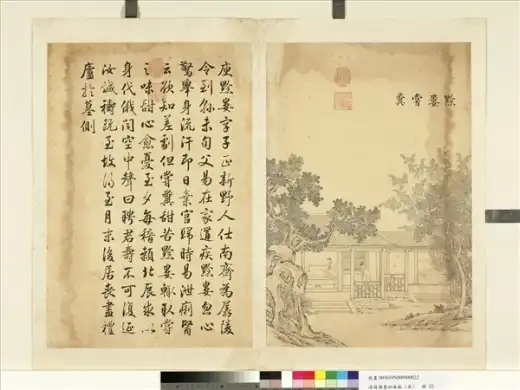 黔婁嘗糞
庾黔婁字子正新野人仕南齊為孱陵
令到縣未旬父易在家遘疾黔婁忽心
驚舉身流汗即日棄官歸時易泄痢醫
云欲知差劇但嘗糞甜苦黔婁輒取嘗
之味甜心愈憂至夕每稽顙北辰求以
身代俄聞空中聲曰聘君壽不可復延
汝誠禱既至故得至月末後居喪盡禮
廬於墓側